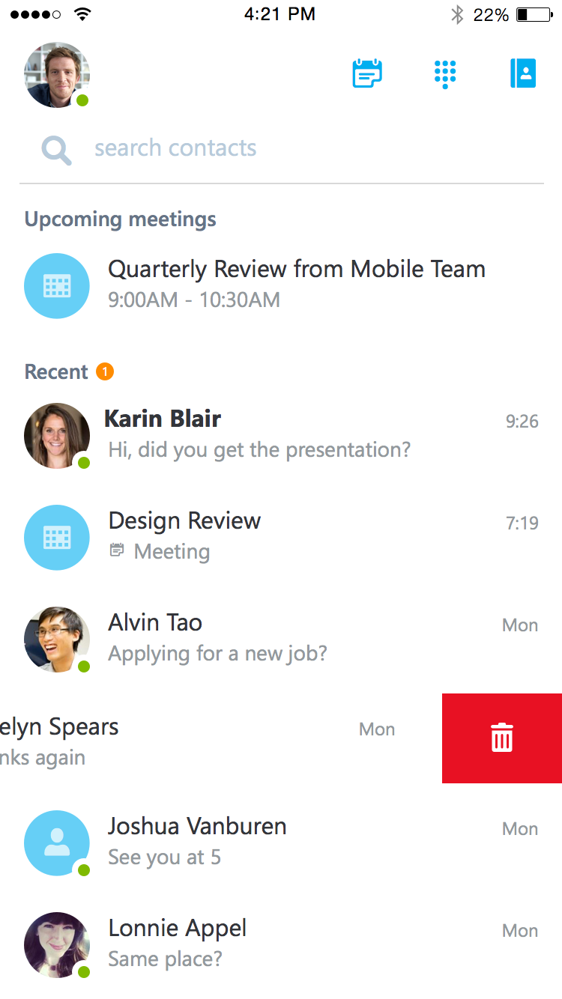 4:21 PM
22%
search contacts
Upcoming meetings
Quarterly Review from Mobile Team
9:00AM - 10:30AM
Recent 1
Karin Blair
9:26
Hi, did you get the presentation?
Design Review
7:19
Meeting
Alvin Tao
Mon
Applying for a new job?
elyn Spears
Mon
nks again
Joshua Vanburen
Mon
See you at 5
Lonnie Appel
Mon
Same place?